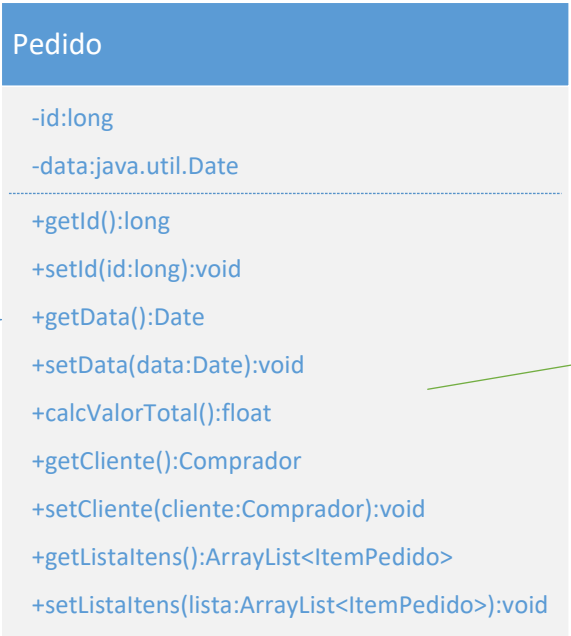 Pedido
-id:long
-data:java.util.Date
+getId():long
+setId(id:long):void
+getData():Date
+setData(data:Date):void
+calcValorTotal():float
+getCliente():Comprador
+setCliente(cliente:Comprador):void
+getListaItens():ArrayList<ItemPedido>
+setListaItens(lista:ArrayList<ItemPedido>):void